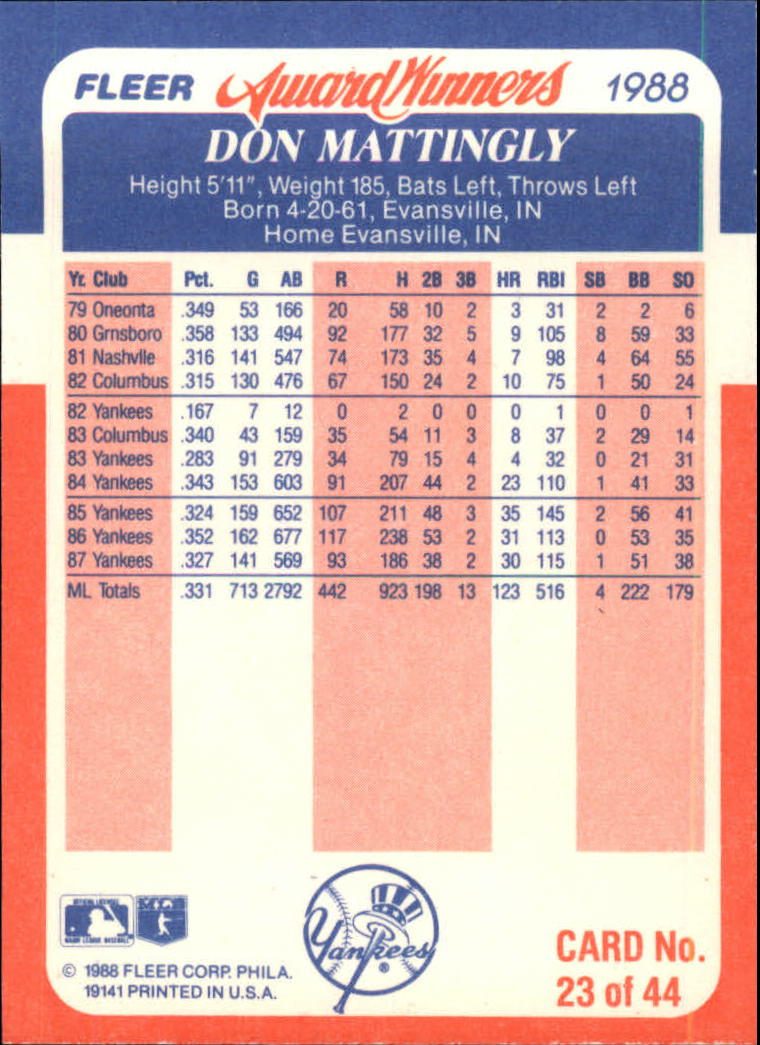 FLEER Award Winners 1988
DON MATTINGLY
Height 5'11", Weight 185, Bats Left, Throws Left
Born 4-20-61, Evansville, IN
Home Evansville, IN
Yr. Club Pct. G AB R H 2B 3B HR RBI SB BB SO
79 Oneonta .349 53 166 20 58 10 2 3 31 2 2 6
80 Grnsboro .358 133 494 92 177 32 5 9 105 8 59 33
81 Nashvlle .316 141 547 74 173 35 4 7 98 4 64 55
82 Columbus .315 130 476 67 150 24 2 10 75 1 50 24
82 Yankees .167 7 12 0 2 0 0 0 1 0 0 1
83 Columbus .340 43 159 35 54 11 3 8 37 2 29 14
83 Yankees .283 91 279 34 79 15 4 4 32 0 21 31
84 Yankees .343 153 603 91 207 44 2 23 110 1 41 33
85 Yankees .324 159 652 107 211 48 3 35 145 2 56 41
86 Yankees .352 162 677 117 238 53 2 31 113 0 53 35
87 Yankees .327 141 569 93 186 38 2 30 115 1 51 38
ML Totals .331 713 2792 442 923 198 13 123 516 4 222 179
MAJOR LEAGUE BASEBALL
Yankees
®
© 1988 FLEER CORP. PHILA.
19141 PRINTED IN U.S.A.
CARD No.
23 of 44